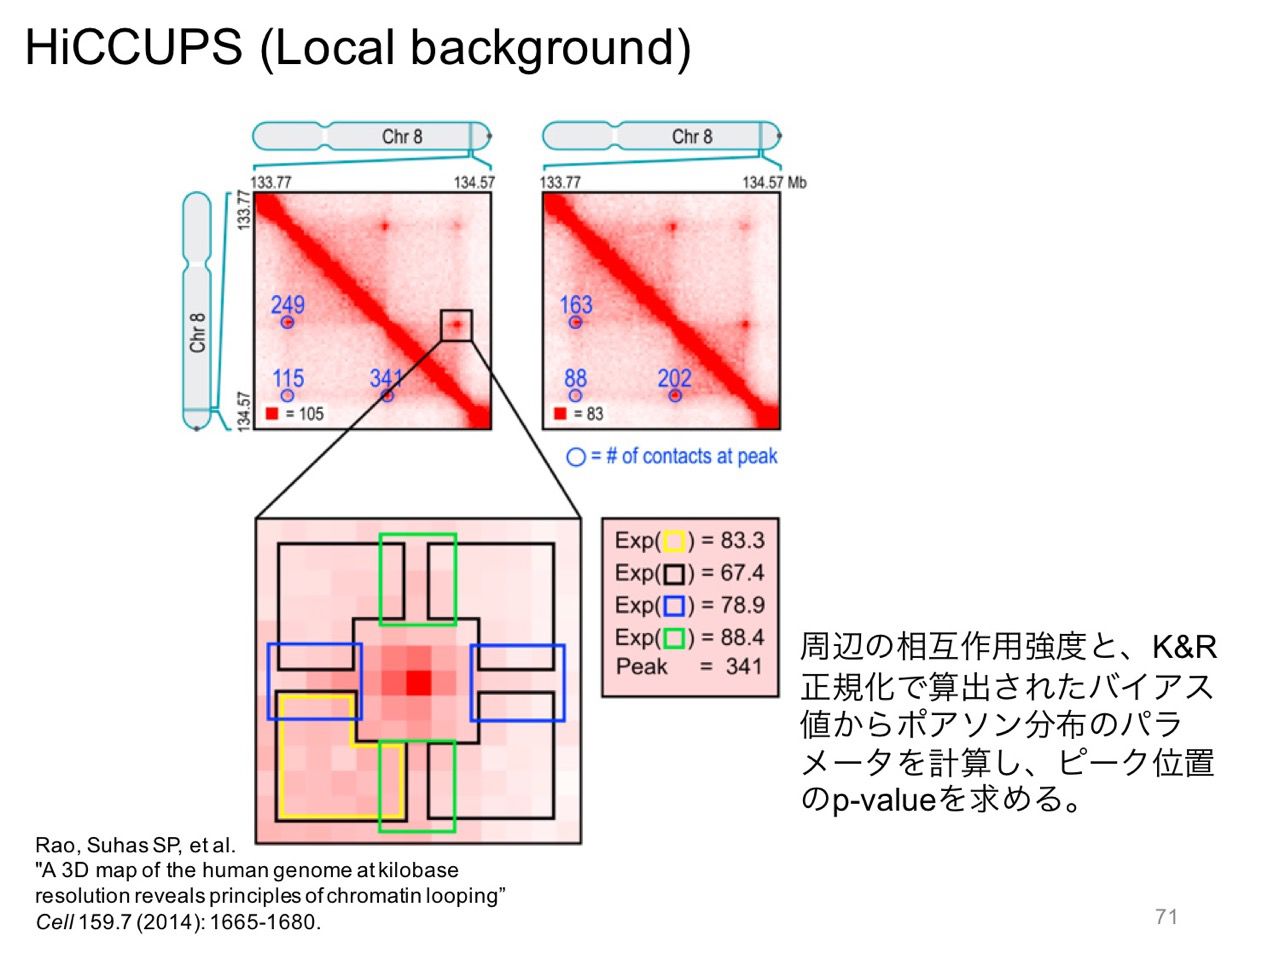 HiCCUPS (Local background)
Chr 8
Chr 8
133.77
134.57
133.77
134.57 Mb
133.77
134.57
Chr 8
249
115
341
= 105
163
88
202
= 83
= # of contacts at peak
Exp( ) = 83.3
Exp( ) = 67.4
Exp( ) = 78.9
Exp( ) = 88.4
Peak = 341
周辺の相互作用強度と、K&R
正規化で算出されたバイアス
値からポアソン分布のパラ
メータを計算し、ピーク位置
のp-valueを求める。
Rao, Suhas SP, et al.
"A 3D map of the human genome at kilobase
resolution reveals principles of chromatin looping”
Cell 159.7 (2014): 1665-1680.
71